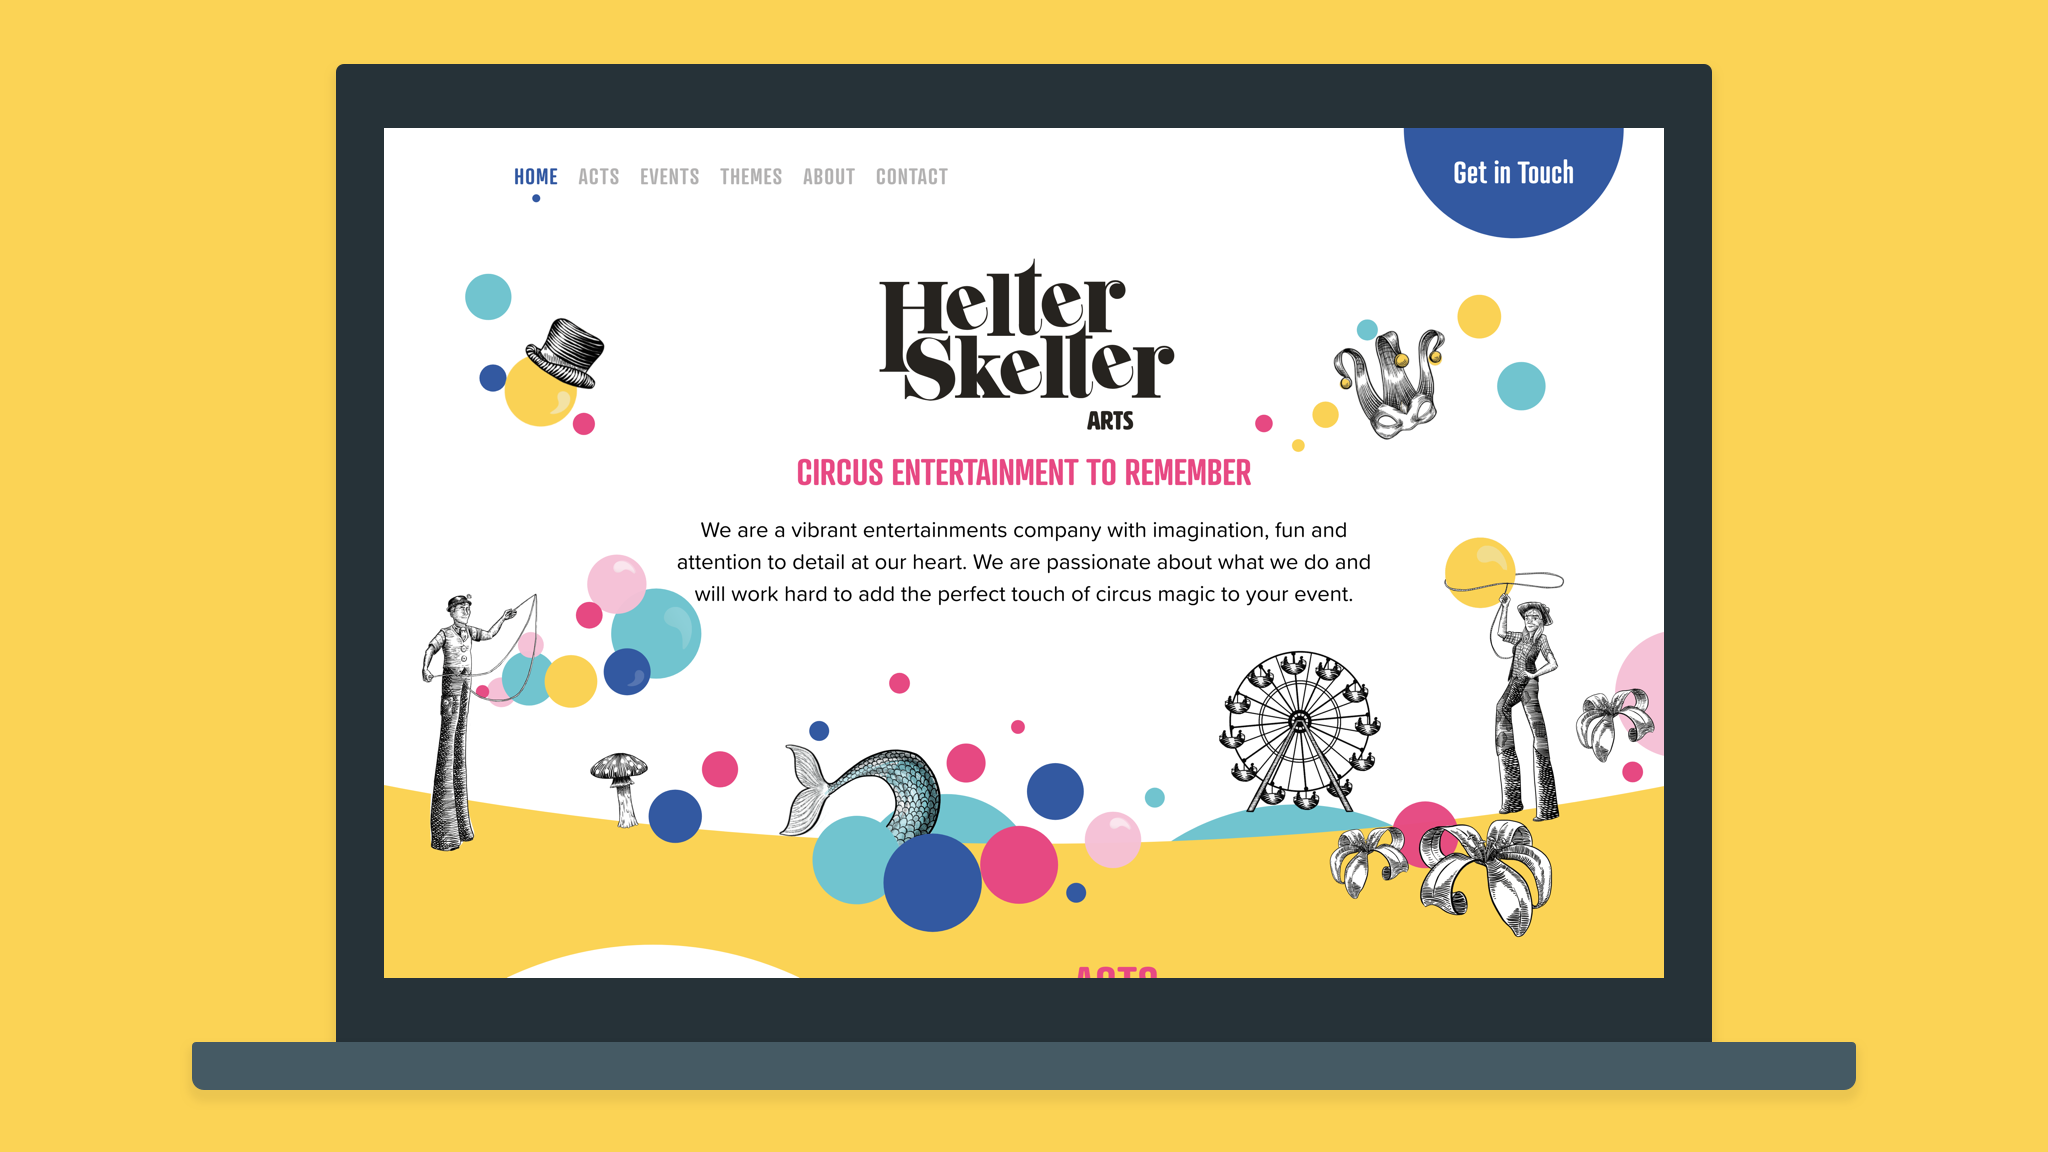 HOME ACTS EVENTS THEMES ABOUT CONTACT
Get in Touch
Helter
Skelter
ARTS
CIRCUS ENTERTAINMENT TO REMEMBER
We are a vibrant entertainments company with imagination, fun and
attention to detail at our heart. We are passionate about what we do and
will work hard to add the perfect touch of circus magic to your event.
ACTS